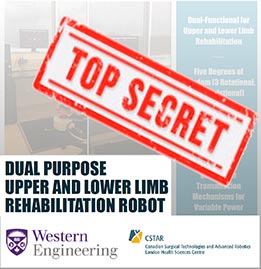 Dual-Functional for
Upper and Lower Limb
Rehabilitation
Five Degrees of
TOP SECRET
Mechanisms for
Variable Power
DUAL PURPOSE
UPPER AND LOWER LIMB
REHABILITATION ROBOT
Western
Engineering
CSTAR
Canadian Surgical Technologies and Advanced Robotics
London Health Sciences Centre